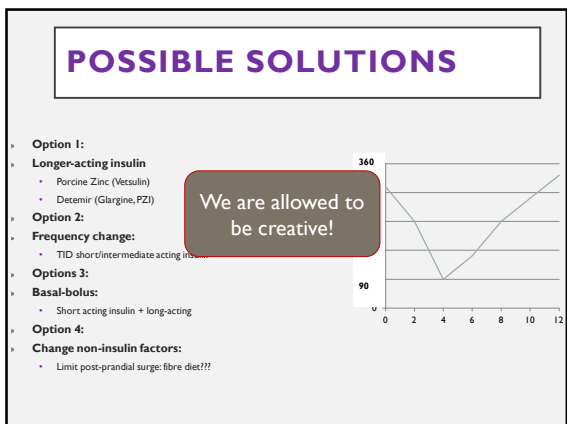 POSSIBLE SOLUTIONS
Option 1:
Longer-acting insulin
Porcine Zinc (Vetsulin)
Detemir (Glargine, PZI)
Option 2:
Frequency change:
TID short/intermediate acting insulin
Options 3:
Basal-bolus:
Short acting insulin + long-acting
Option 4:
Change non-insulin factors:
Limit post-prandial surge: fibre diet???
We are allowed to
be creative!
360
90
0
0 2 4 6 8 10 12